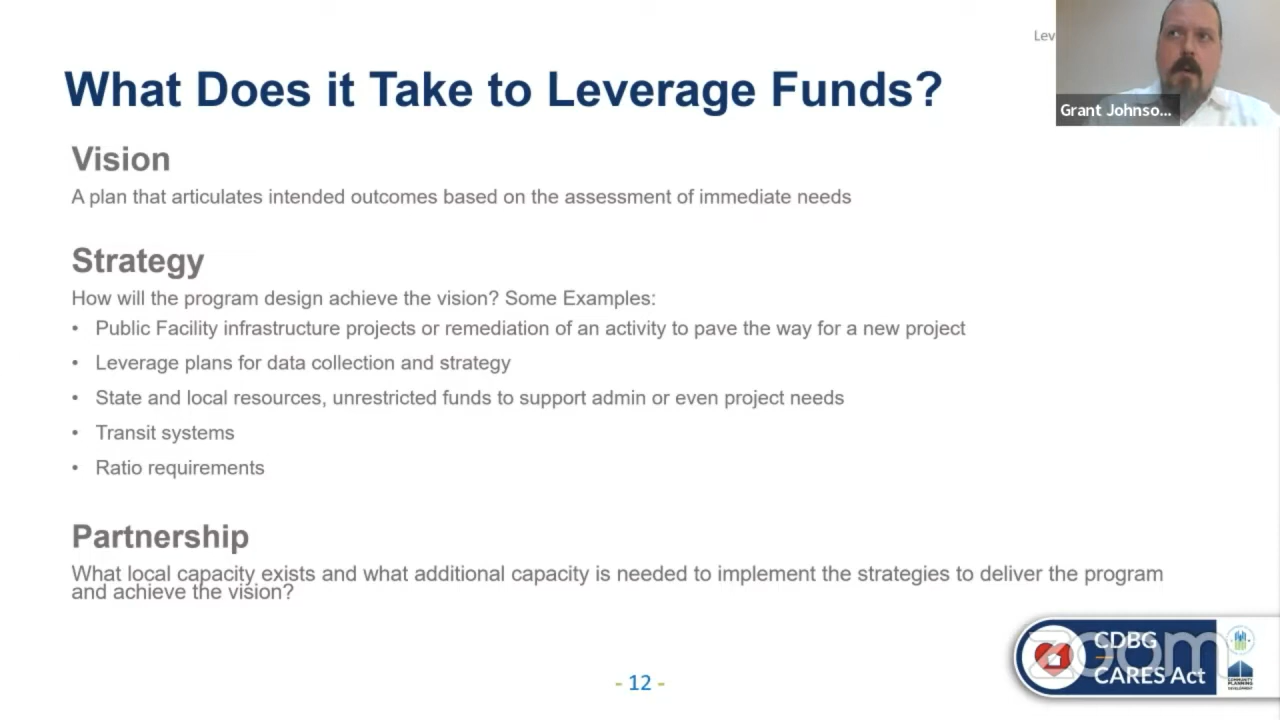 Lev
What Does it Take to Leverage Funds?
Grant Johnso...
Vision
A plan that articulates intended outcomes based on the assessment of immediate needs
Strategy
How will the program design achieve the vision? Some Examples:
• Public Facility infrastructure projects or remediation of an activity to pave the way for a new project
• Leverage plans for data collection and strategy
• State and local resources, unrestricted funds to support admin or even project needs
• Transit systems
• Ratio requirements
Partnership
What local capacity exists and what additional capacity is needed to implement the strategies to deliver the program
and achieve the vision?
CDBG
zoom
CARES Act
COMMUNITY
PLANNING
DEVELOPMENT
- 12 -